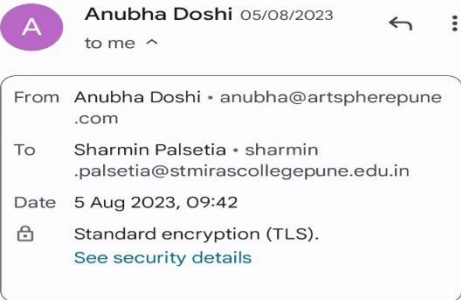 A
Anubha Doshi 05/08/2023
to me
From Anubha Doshi • anubha@artspherepune
.com
To Sharmin Palsetia • sharmin
.palsetia@stmirascollegepune.edu.in
Date 5 Aug 2023, 09:42
Standard encryption (TLS).
See security details